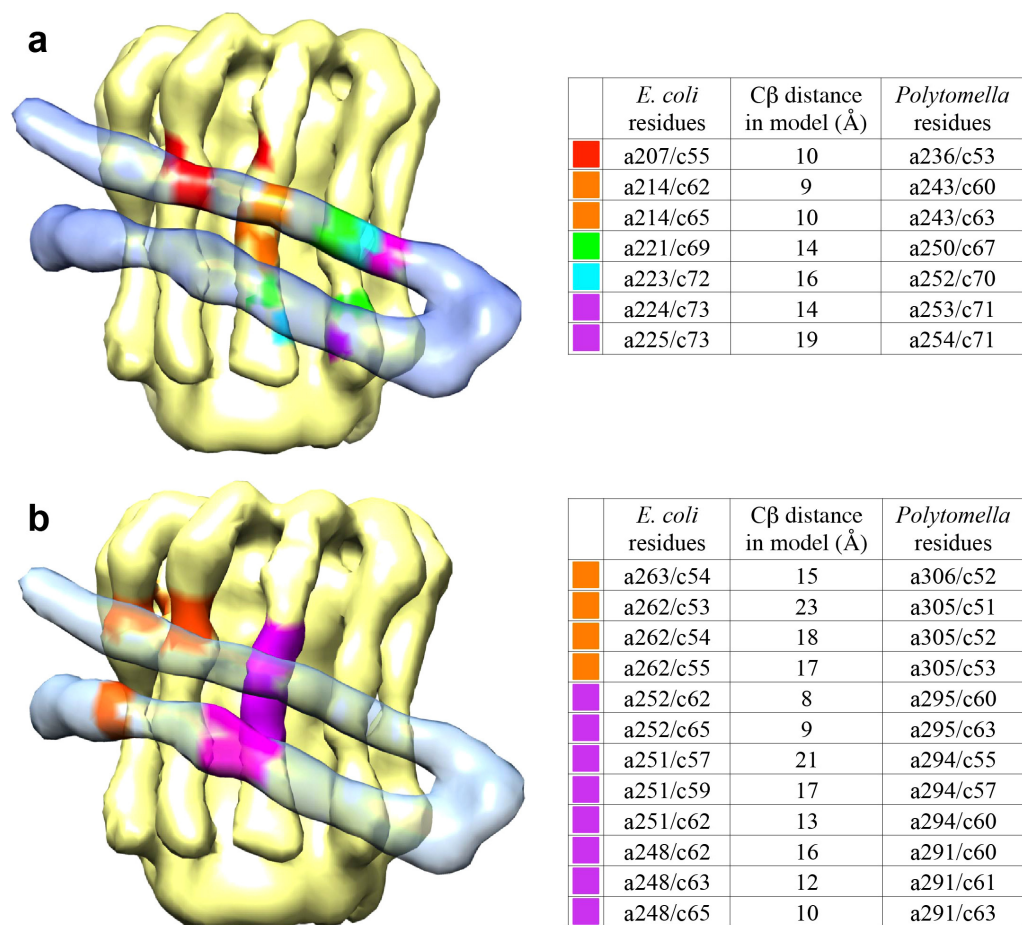 a
E. coli residues | Cβ distance in model (Å) | Polytomella residues
a207/c55 | 10 | a236/c53
a214/c62 | 9 | a243/c60
a214/c65 | 10 | a243/c63
a221/c69 | 14 | a250/c67
a223/c72 | 16 | a252/c70
a224/c73 | 14 | a253/c71
a225/c73 | 19 | a254/c71
b
E. coli residues | Cβ distance in model (Å) | Polytomella residues
a263/c54 | 15 | a306/c52
a262/c53 | 23 | a305/c51
a262/c54 | 18 | a305/c52
a262/c55 | 17 | a305/c53
a252/c62 | 8 | a295/c60
a252/c65 | 9 | a295/c63
a251/c57 | 21 | a294/c55
a251/c59 | 17 | a294/c57
a251/c62 | 13 | a294/c60
a248/c62 | 16 | a291/c60
a248/c63 | 12 | a291/c61
a248/c65 | 10 | a291/c63